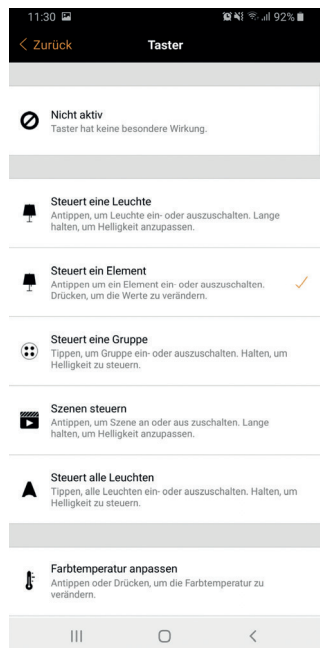 11:30 92%
Zurück Taster
Nicht aktiv
Taster hat keine besondere Wirkung.
Steuert eine Leuchte
Antippen, um Leuchte ein- oder auszuschalten. Lange
halten, um Helligkeit anzupassen.
Steuert ein Element
Antippen um ein Element ein- oder auszuschalten.
Drücken, um die Werte zu verändern.
Steuert eine Gruppe
Tippen, um Gruppe ein- oder auszuschalten. Halten, um
Helligkeit zu steuern.
Szenen steuern
Antippen, um Szene an oder aus zuschalten. Lange
halten, um Helligkeit anzupassen.
Steuert alle Leuchten
Tippen, alle Leuchten ein- oder auszuschalten. Halten, um
Helligkeit zu steuern.
Farbtemperatur anpassen
Antippen oder Drücken, um die Farbtemperatur zu
verändern.